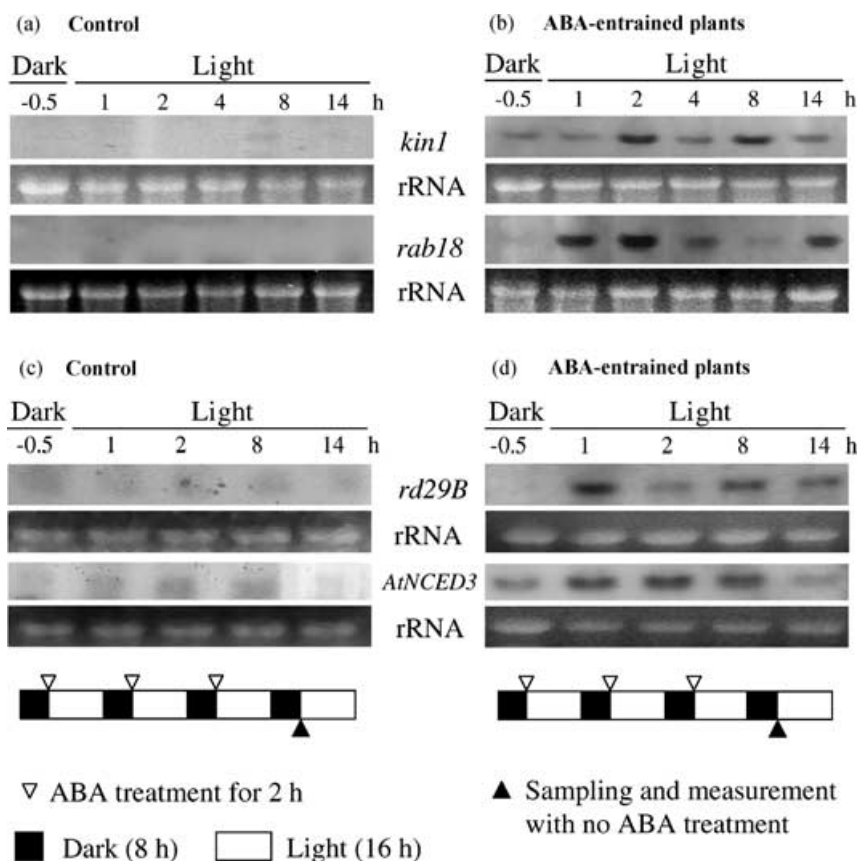 (a) Control
Dark Light
-0.5 1 2 4 8 14 h
(b) ABA-entrained plants
Dark Light
-0.5 1 2 4 8 14 h
kin1
rRNA
rab18
rRNA
(c) Control
Dark Light
-0.5 1 2 8 14 h
(d) ABA-entrained plants
Dark Light
-0.5 1 2 8 14 h
rd29B
rRNA
AtNCED3
rRNA
▽ ABA treatment for 2 h
▲ Sampling and measurement
with no ABA treatment
Dark (8 h) Light (16 h)